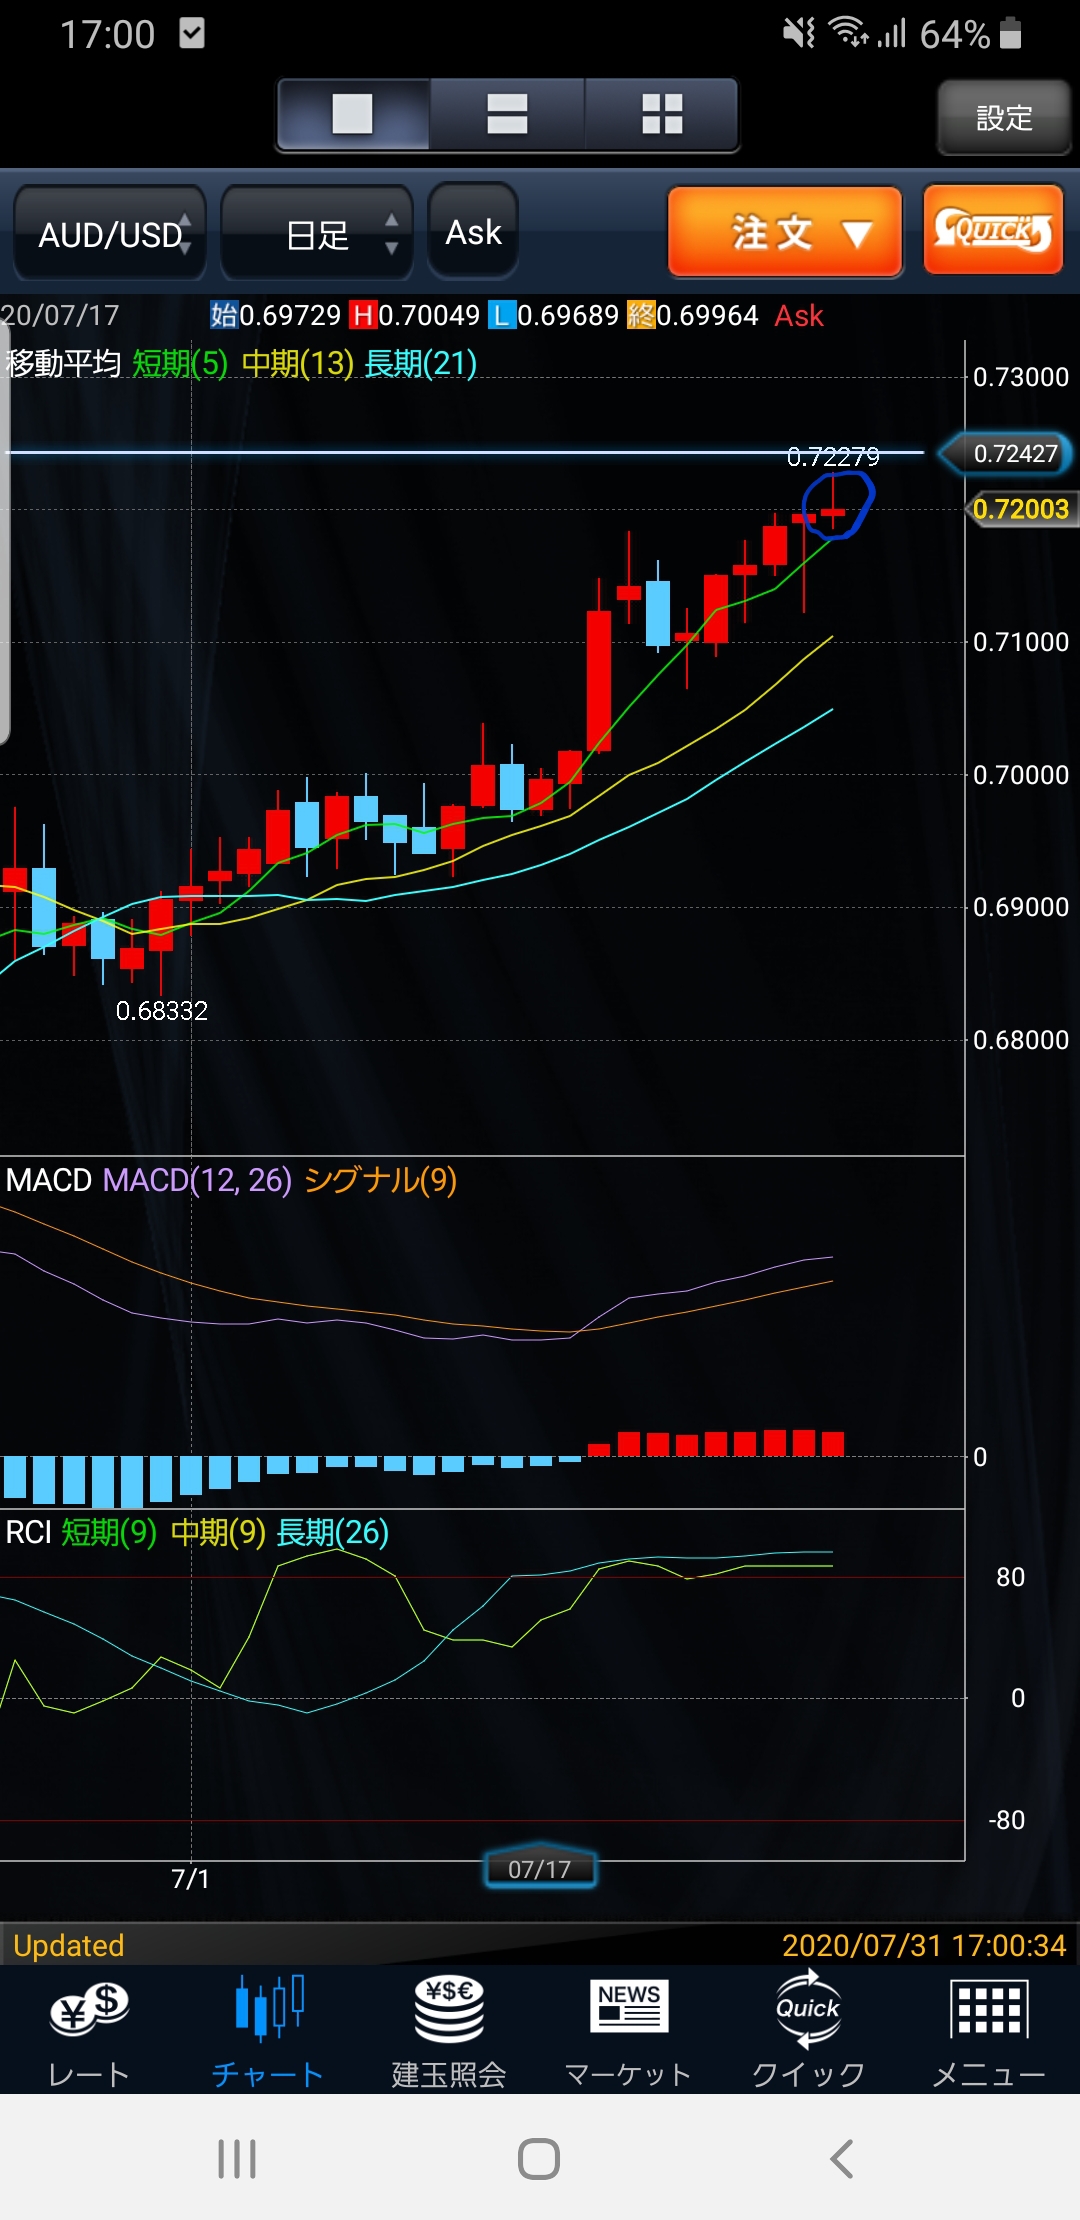 17:00 64%
設定
AUD/USD 日足 Ask 注文 ▼ QUICK
20/07/17 始0.69729 H0.70049 L0.69689 終0.69964 Ask
移動平均 短期(5) 中期(13) 長期(21)
0.73000
0.72427
0.72279
0.72003
0.71000
0.70000
0.69000
0.68332
0.68000
MACD MACD(12, 26) シグナル(9)
0
RCI 短期(9) 中期(9) 長期(26)
80
0
-80
7/1 07/17
Updated 2020/07/31 17:00:34
¥$ ¥$€ NEWS Quick
レート チャート 建玉照会 マーケット クイック メニュー